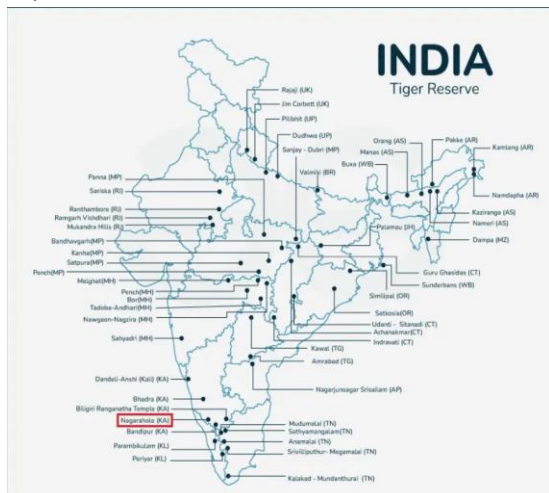 INDIA
Tiger Reserve
Rajaji (UK)
Jim Corbett (UK)
Pilibhit (UP)
Dudhwa (UP)
Sanjay - Dubri (MP)
Valmiki (BR)
Orang (AS)
Manas (AS)
Buxa (WB)
Pakke (AR)
Kamlang (AR)
Namdapha (AR)
Kaziranga (AS)
Nameri (AS)
Dampa (MZ)
Panna (MP)
Sariska (RJ)
Ranthambore (RJ)
Ramgarh Vishdhari (RJ)
Mukandra Hills (RJ)
Bandhavgarh(MP)
Kanha(MP)
Satpura(MP)
Pench(MP)
Melghat(MH)
Pench(MH)
Bor(MH)
Tadoba-Andhari(MH)
Nawgaon-Nagzira (MH)
Sahyadri (MH)
Palamau (JH)
Guru Ghasidas (CT)
Sunderbans (WB)
Similipal (OR)
Satkosia(OR)
Udanti - Sitanadi (CT)
Achanakmar(CT)
Indravati (CT)
Kawal (TG)
Amrabad (TG)
Nagarjunsagar Srisailam (AP)
Dandeli-Anshi (Kali) (KA)
Bhadra (KA)
Biligiri Ranganatha Temple (KA)
Nagarshole (KA)
Bandipur (KA)
Parambikulam (KL)
Periyar (KL)
Mudumalai (TN)
Sathyamangalam(TN)
Anamalai (TN)
Srivilliputhur- Megamalai (TN)
Kalakad - Mundanthurai (TN)